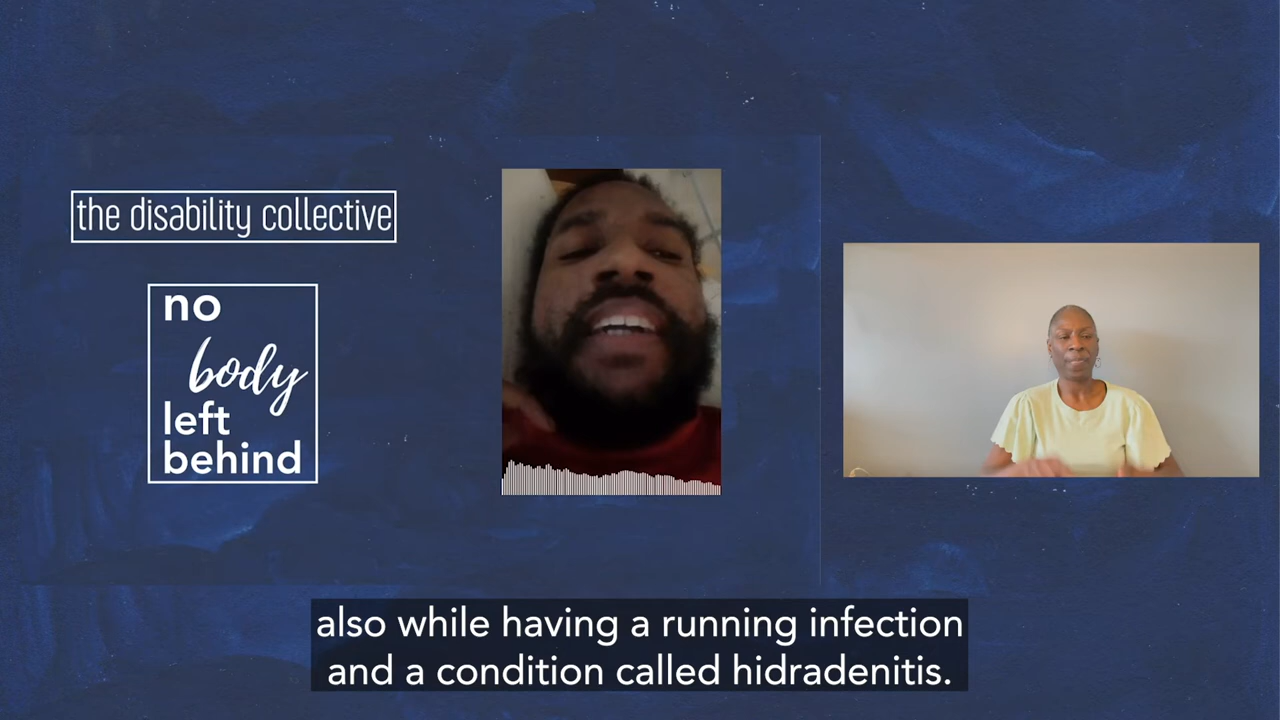 the disability collective
no
body
left
behind
also while having a running infection
and a condition called hidradenitis.